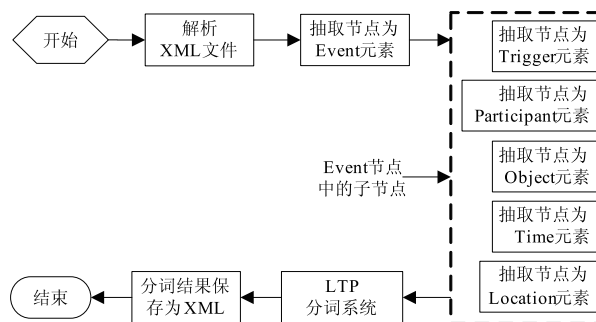 开始
解析
XML文件
抽取节点为
Event元素
抽取节点为
Trigger元素
抽取节点为
Participant元素
抽取节点为
Object元素
抽取节点为
Time元素
抽取节点为
Location元素
Event节点
中的子节点
LTP
分词系统
分词结果保
存为XML
结束